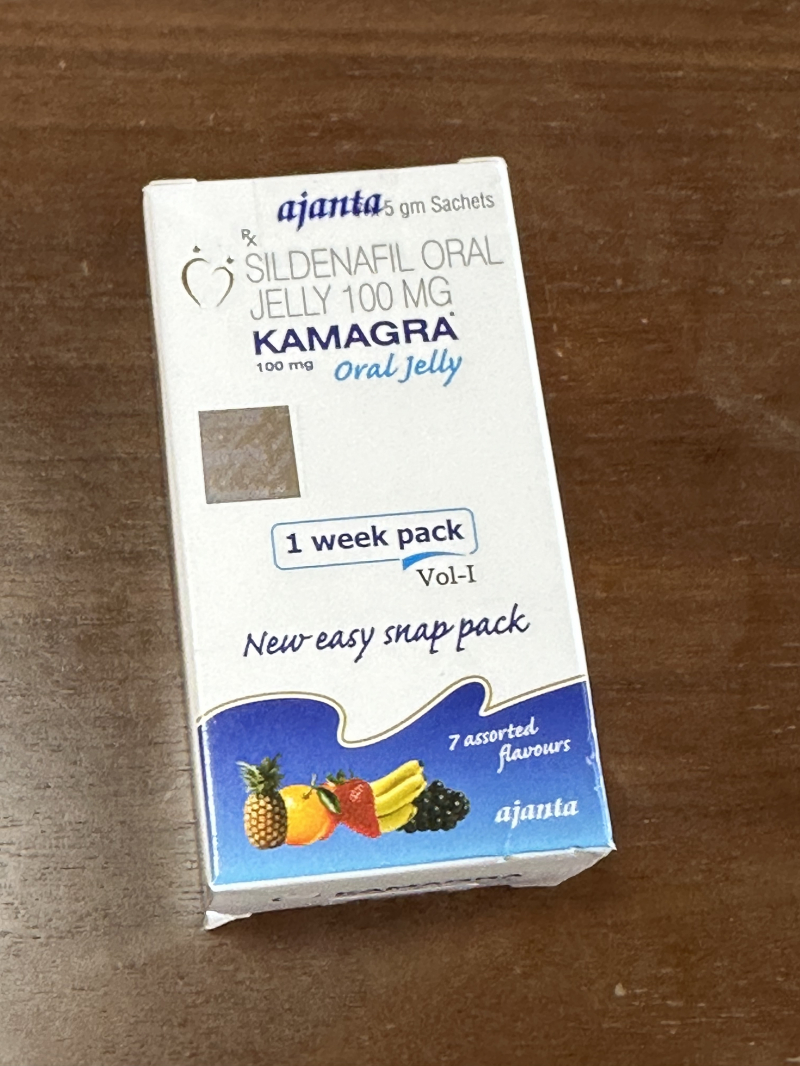 ajanta 5 gm Sachets
Rx
SILDENAFIL ORAL
JELLY 100 MG
KAMAGRA
100 mg Oral Jelly
1 week pack
Vol-I
New easy snap pack
7 assorted
flavours
ajanta
KAMAGRA